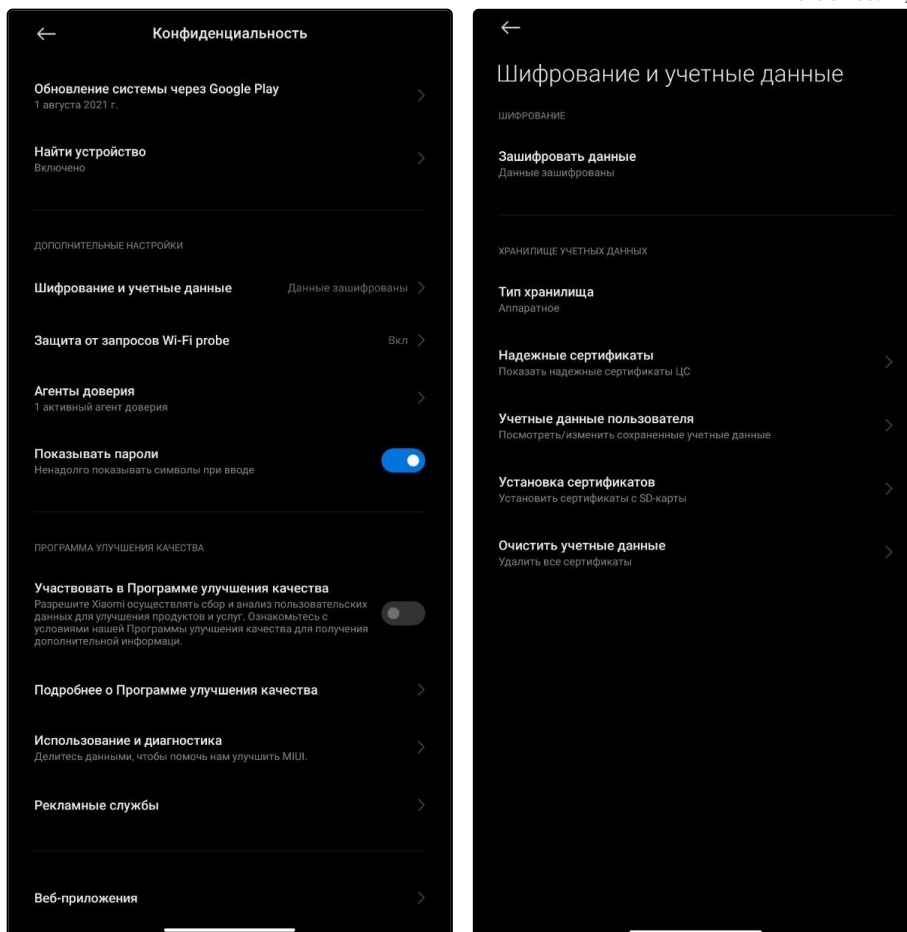 Конфиденциальность
Обновление системы через Google Play
1 августа 2021 г.
Найти устройство
Включено
ДОПОЛНИТЕЛЬНЫЕ НАСТРОЙКИ
Шифрование и учетные данные Данные зашифрованы
Защита от запросов Wi-Fi probe Вкл
Агенты доверия
1 активный агент доверия
Показывать пароли
Ненадолго показывать символы при вводе
ПРОГРАММА УЛУЧШЕНИЯ КАЧЕСТВА
Участвовать в Программе улучшения качества
Разрешите Xiaomi осуществлять сбор и анализ пользовательских
данных для улучшения продуктов и услуг. Ознакомьтесь с
условиями нашей Программы улучшения качества для получения
дополнительной информаци.
Подробнее о Программе улучшения качества
Использование и диагностика
Делитесь данными, чтобы помочь нам улучшить MIUI.
Рекламные службы
Веб-приложения
Шифрование и учетные данные
ШИФРОВАНИЕ
Зашифровать данные
Данные зашифрованы
ХРАНИЛИЩЕ УЧЕТНЫХ ДАННЫХ
Тип хранилища
Аппаратное
Надежные сертификаты
Показать надежные сертификаты ЦС
Учетные данные пользователя
Посмотреть/изменить сохраненные учетные данные
Установка сертификатов
Установить сертификаты с SD-карты
Очистить учетные данные
Удалить все сертификаты